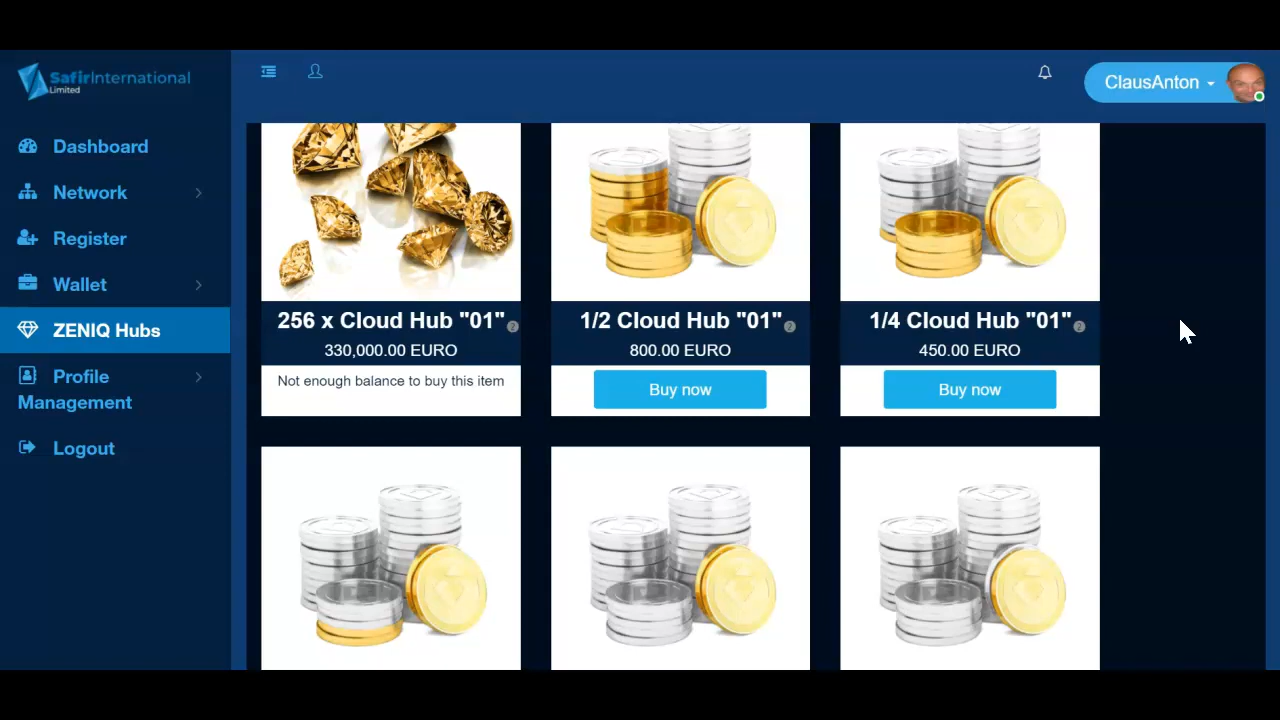 SafirInternational
Limited
ClausAnton
Dashboard
Network
Register
Wallet
ZENIQ Hubs
Profile
Management
Logout
256 x Cloud Hub "01"
330,000.00 EURO
Not enough balance to buy this item
1/2 Cloud Hub "01"
800.00 EURO
Buy now
1/4 Cloud Hub "01"
450.00 EURO
Buy now